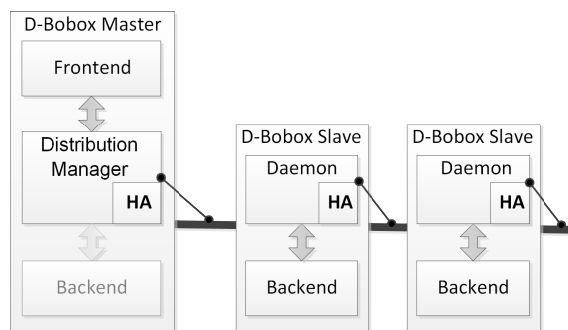 D-Bobox Master
Frontend
Distribution
Manager
HA
Backend
D-Bobox Slave
Daemon
HA
Backend
D-Bobox Slave
Daemon
HA
Backend